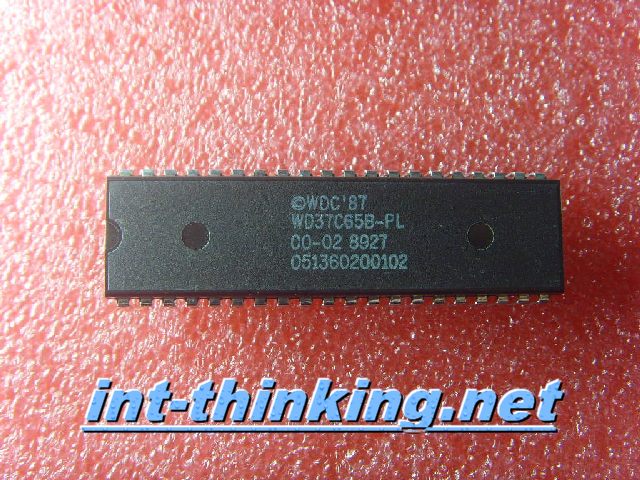 ©WDC'87
WD37C65B-PL
00-02 8927
051360200102
int-thinking.net